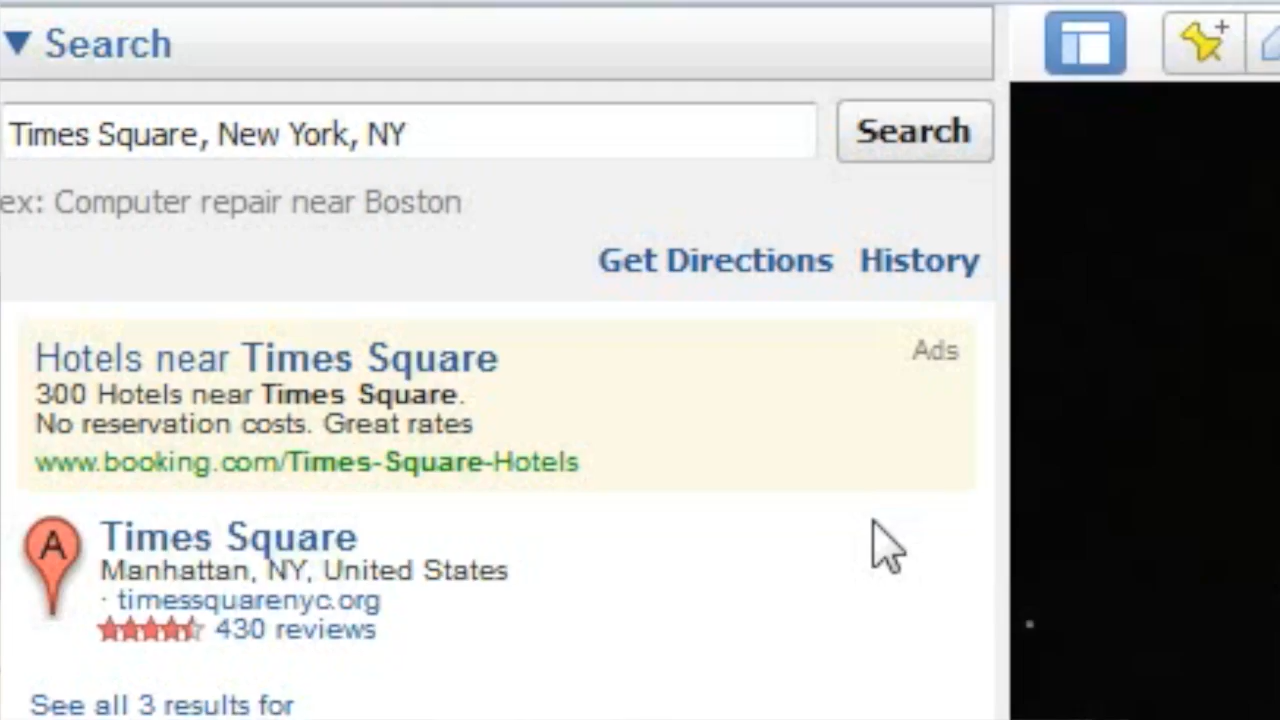 Search
Times Square, New York, NY
Search
ex: Computer repair near Boston
Get Directions History
Hotels near Times Square
Ads
300 Hotels near Times Square.
No reservation costs. Great rates
www.booking.com/Times-Square-Hotels
A
Times Square
Manhattan, NY, United States
· timessquarenyc.org
430 reviews
See all 3 results for